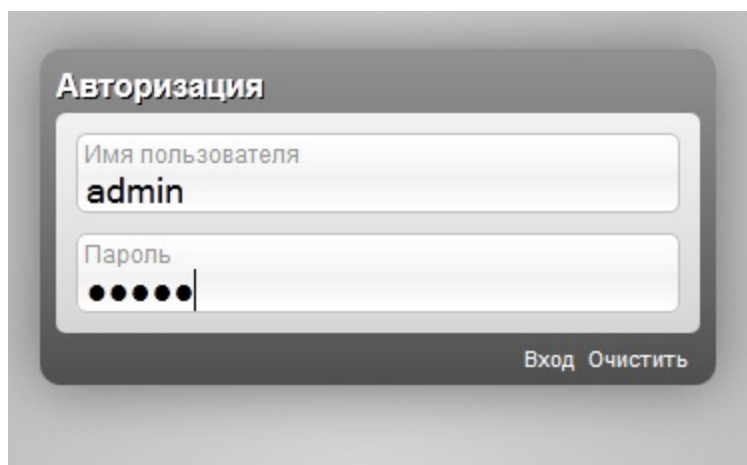 Авторизация
Имя пользователя
admin
Пароль
●●●●●
Вход Очистить